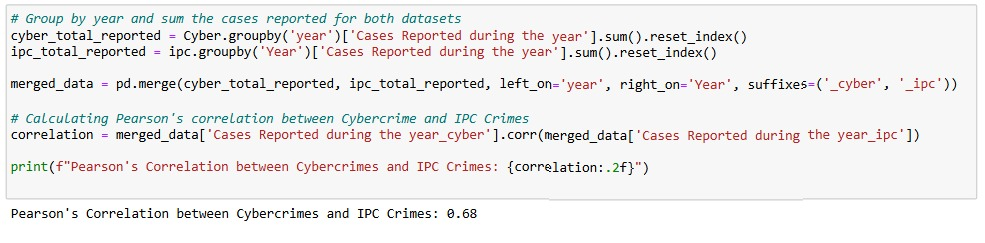 # Group by year and sum the cases reported for both datasets
cyber_total_reported = Cyber.groupby('year')['Cases Reported during the year'].sum().reset_index()
ipc_total_reported = ipc.groupby('Year')['Cases Reported during the year'].sum().reset_index()
merged_data = pd.merge(cyber_total_reported, ipc_total_reported, left_on='year', right_on='Year', suffixes=('_cyber', '_ipc'))
# Calculating Pearson's correlation between Cybercrime and IPC Crimes
correlation = merged_data['Cases Reported during the year_cyber'].corr(merged_data['Cases Reported during the year_ipc'])
print(f"Pearson's Correlation between Cybercrimes and IPC Crimes: {correlation:.2f}")
Pearson's Correlation between Cybercrimes and IPC Crimes: 0.68